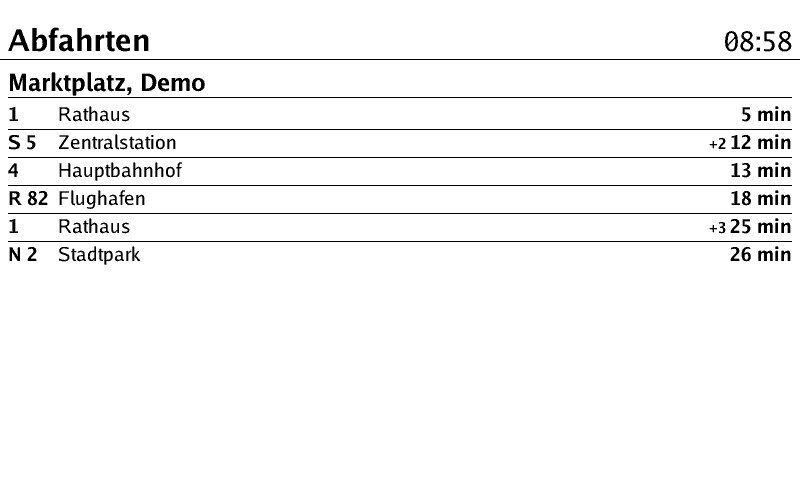 Abfahrten 08:58
Marktplatz, Demo
1 Rathaus 5 min
S 5 Zentralstation +2 12 min
4 Hauptbahnhof 13 min
R 82 Flughafen 18 min
1 Rathaus +3 25 min
N 2 Stadtpark 26 min